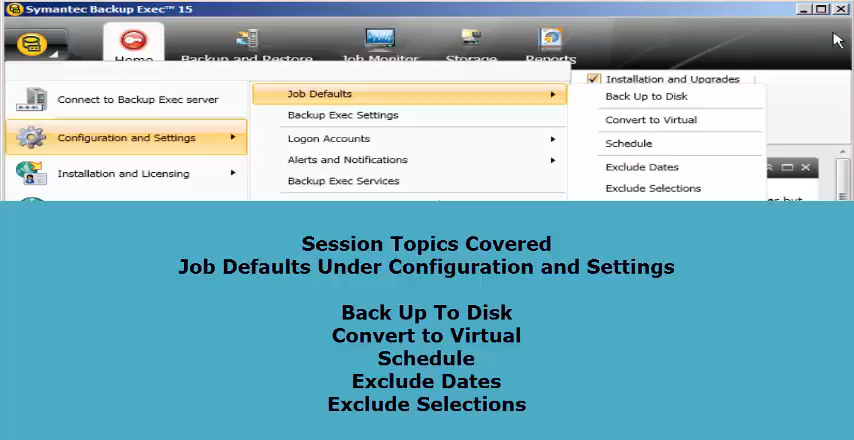 Symantec Backup Exec™ 15
Home
Backup and Restore
Job Monitor
Storage
Reports
Installation and Upgrades
Connect to Backup Exec server
Configuration and Settings
Installation and Licensing
Job Defaults
Backup Exec Settings
Logon Accounts
Alerts and Notifications
Backup Exec Services
Back Up to Disk
Convert to Virtual
Schedule
Exclude Dates
Exclude Selections
Session Topics Covered
Job Defaults Under Configuration and Settings
Back Up To Disk
Convert to Virtual
Schedule
Exclude Dates
Exclude Selections